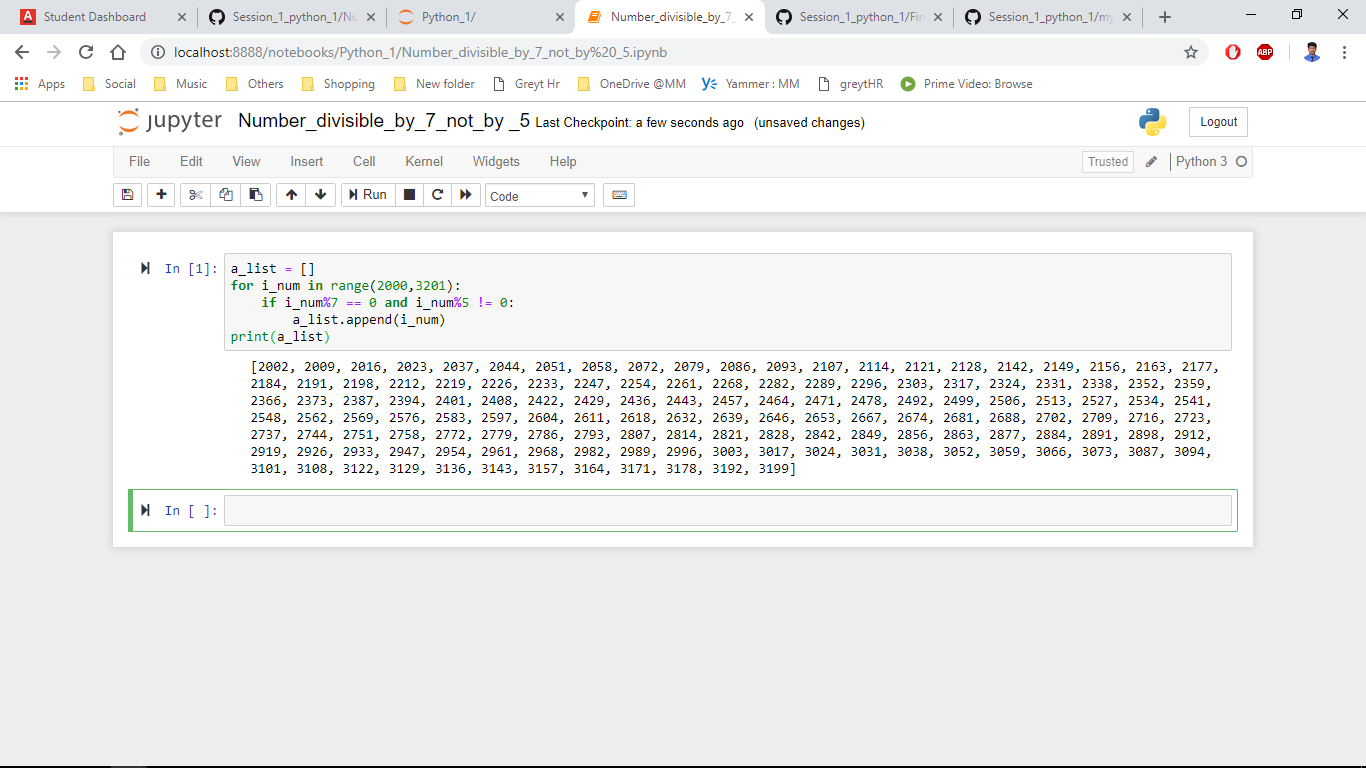 A Student Dashboard
Session_1_python_1/Nu
Python_1/
Number_divisible_by_7_
Session_1_python_1/Fin
Session_1_python_1/my
localhost:8888/notebooks/Python_1/Number_divisible_by_7_not_by%20_5.ipynb
ABP
Apps Social Music Others Shopping New folder Greyt Hr OneDrive @MM Yammer : MM greytHR Prime Video: Browse
jupyter Number_divisible_by_7_not_by _5 Last Checkpoint: a few seconds ago (unsaved changes)
Logout
File Edit View Insert Cell Kernel Widgets Help
Trusted Python 3
Run Code
In [1]: a_list = []
for i_num in range(2000,3201):
    if i_num%7 == 0 and i_num%5 != 0:
        a_list.append(i_num)
print(a_list)
[2002, 2009, 2016, 2023, 2037, 2044, 2051, 2058, 2072, 2079, 2086, 2093, 2107, 2114, 2121, 2128, 2142, 2149, 2156, 2163, 2177,
2184, 2191, 2198, 2212, 2219, 2226, 2233, 2247, 2254, 2261, 2268, 2282, 2289, 2296, 2303, 2317, 2324, 2331, 2338, 2352, 2359,
2366, 2373, 2387, 2394, 2401, 2408, 2422, 2429, 2436, 2443, 2457, 2464, 2471, 2478, 2492, 2499, 2506, 2513, 2527, 2534, 2541,
2548, 2562, 2569, 2576, 2583, 2597, 2604, 2611, 2618, 2632, 2639, 2646, 2653, 2667, 2674, 2681, 2688, 2702, 2709, 2716, 2723,
2737, 2744, 2751, 2758, 2772, 2779, 2786, 2793, 2807, 2814, 2821, 2828, 2842, 2849, 2856, 2863, 2877, 2884, 2891, 2898, 2912,
2919, 2926, 2933, 2947, 2954, 2961, 2968, 2982, 2989, 2996, 3003, 3017, 3024, 3031, 3038, 3052, 3059, 3066, 3073, 3087, 3094,
3101, 3108, 3122, 3129, 3136, 3143, 3157, 3164, 3171, 3178, 3192, 3199]
In [ ]: